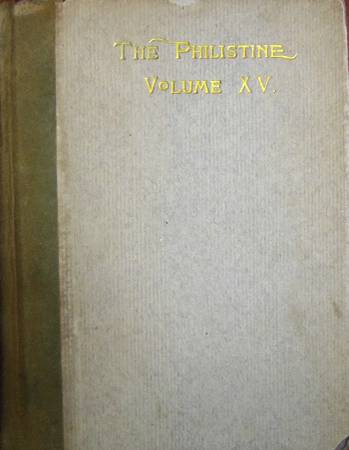 The Philistine
Volume XV.